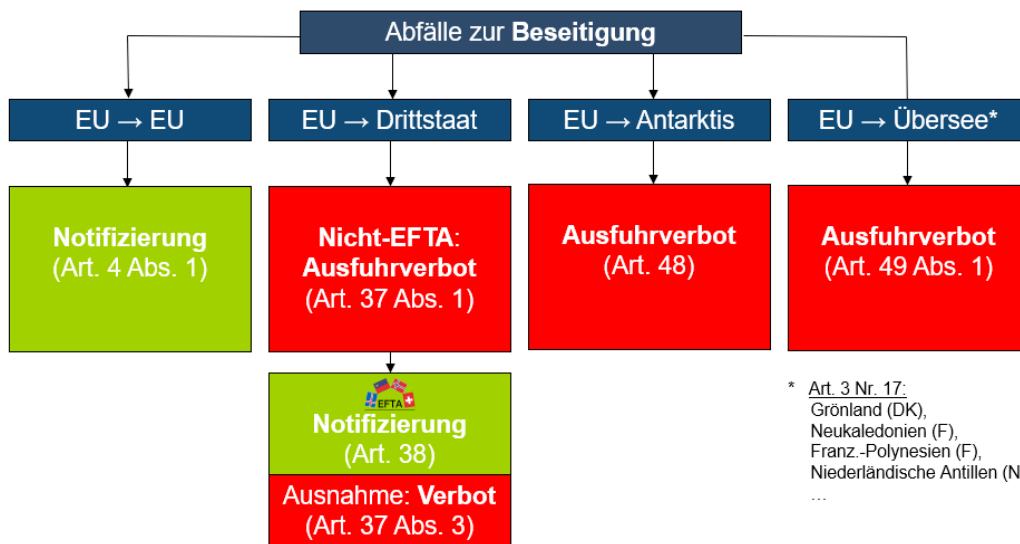 Abfälle zur Beseitigung
EU → EU
EU → Drittstaat
EU → Antarktis
EU → Übersee*
Notifizierung
(Art. 4 Abs. 1)
Nicht-EFTA:
Ausfuhrverbot
(Art. 37 Abs. 1)
Ausfuhrverbot
(Art. 48)
Ausfuhrverbot
(Art. 49 Abs. 1)
EFTA
Notifizierung
(Art. 38)
Ausnahme: Verbot
(Art. 37 Abs. 3)
* Art. 3 Nr. 17:
Grönland (DK),
Neukaledonien (F),
Franz.-Polynesien (F),
Niederländische Antillen (N
...